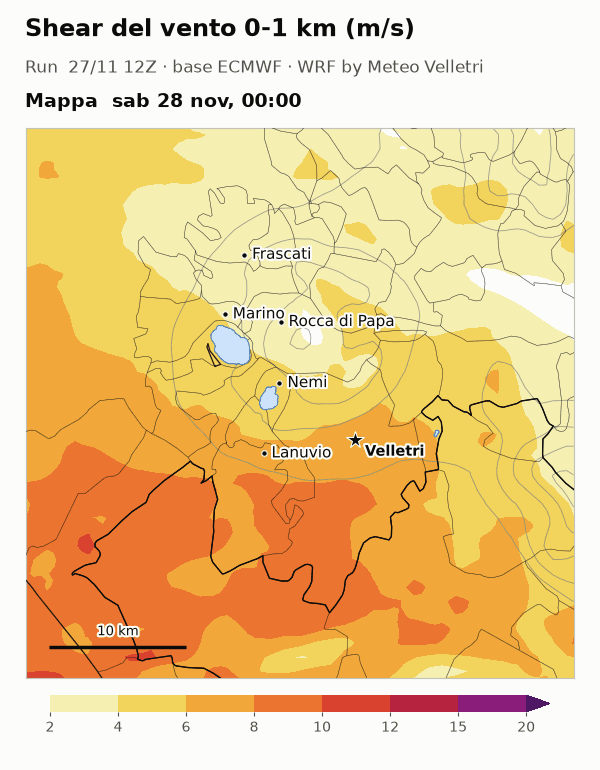 Shear del vento 0-1 km (m/s)
Run  27/11 12Z · base ECMWF · WRF by Meteo Velletri
Mappa  sab 28 nov, 00:00
Frascati
Marino
Rocca di Papa
Nemi
Velletri
Lanuvio
10 km
2 4 6 8 10 12 15 20